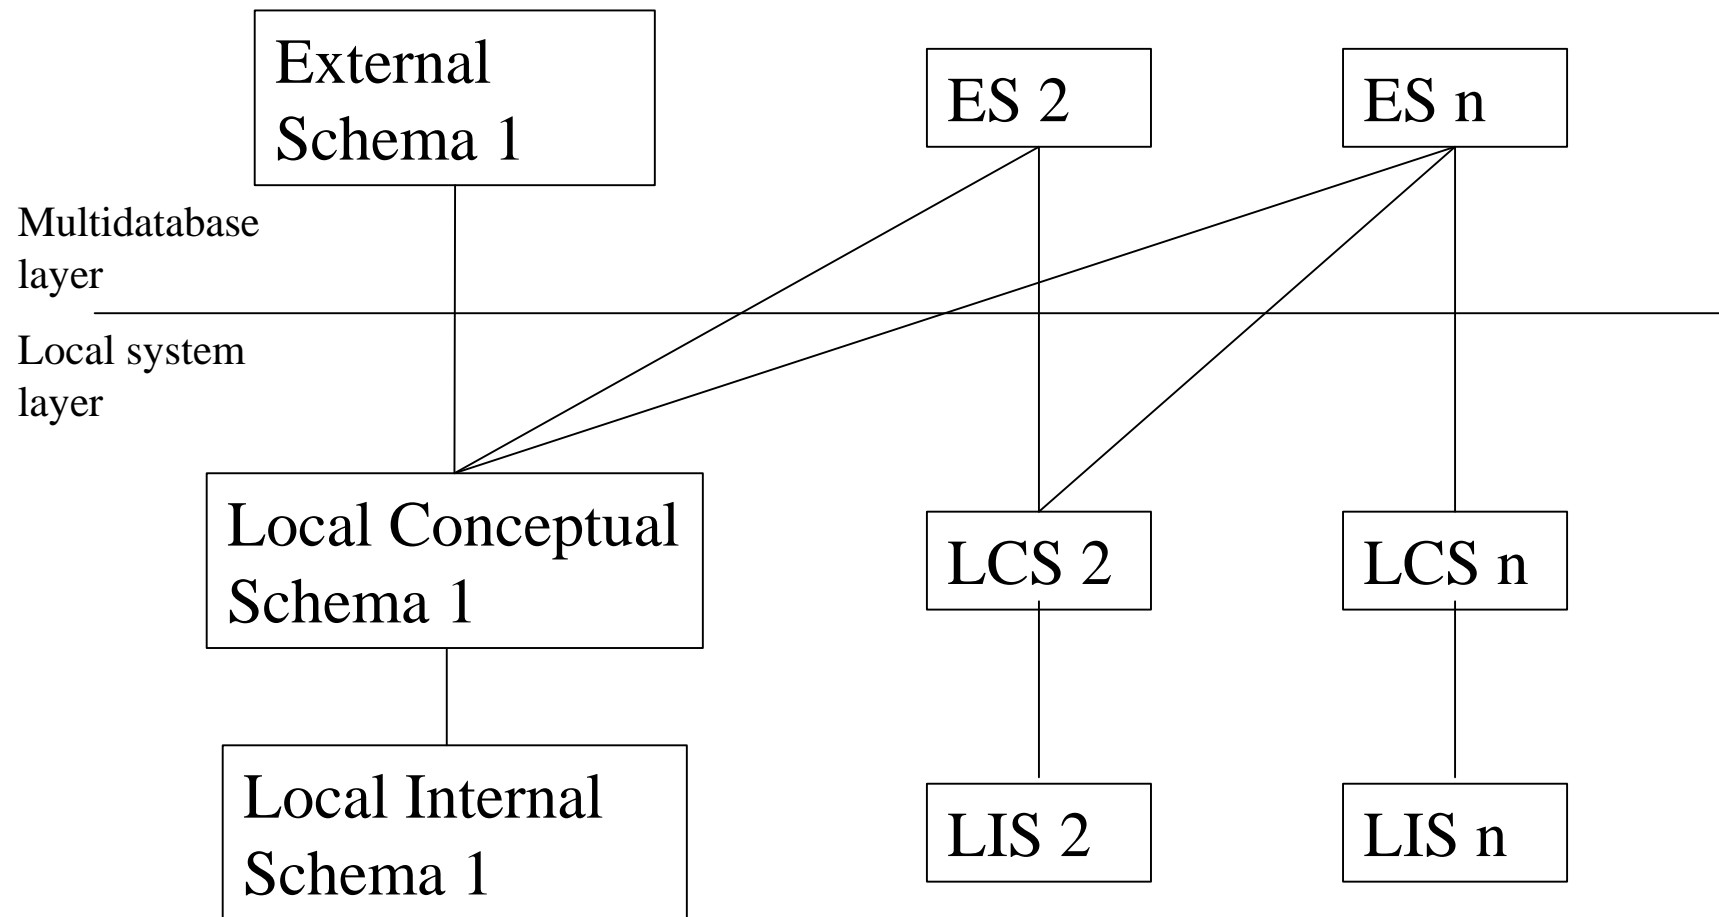 External
Schema 1
ES 2
ES n
Multidatabase
layer
Local system
layer
Local Conceptual
Schema 1
LCS 2
LCS n
Local Internal
Schema 1
LIS 2
LIS n